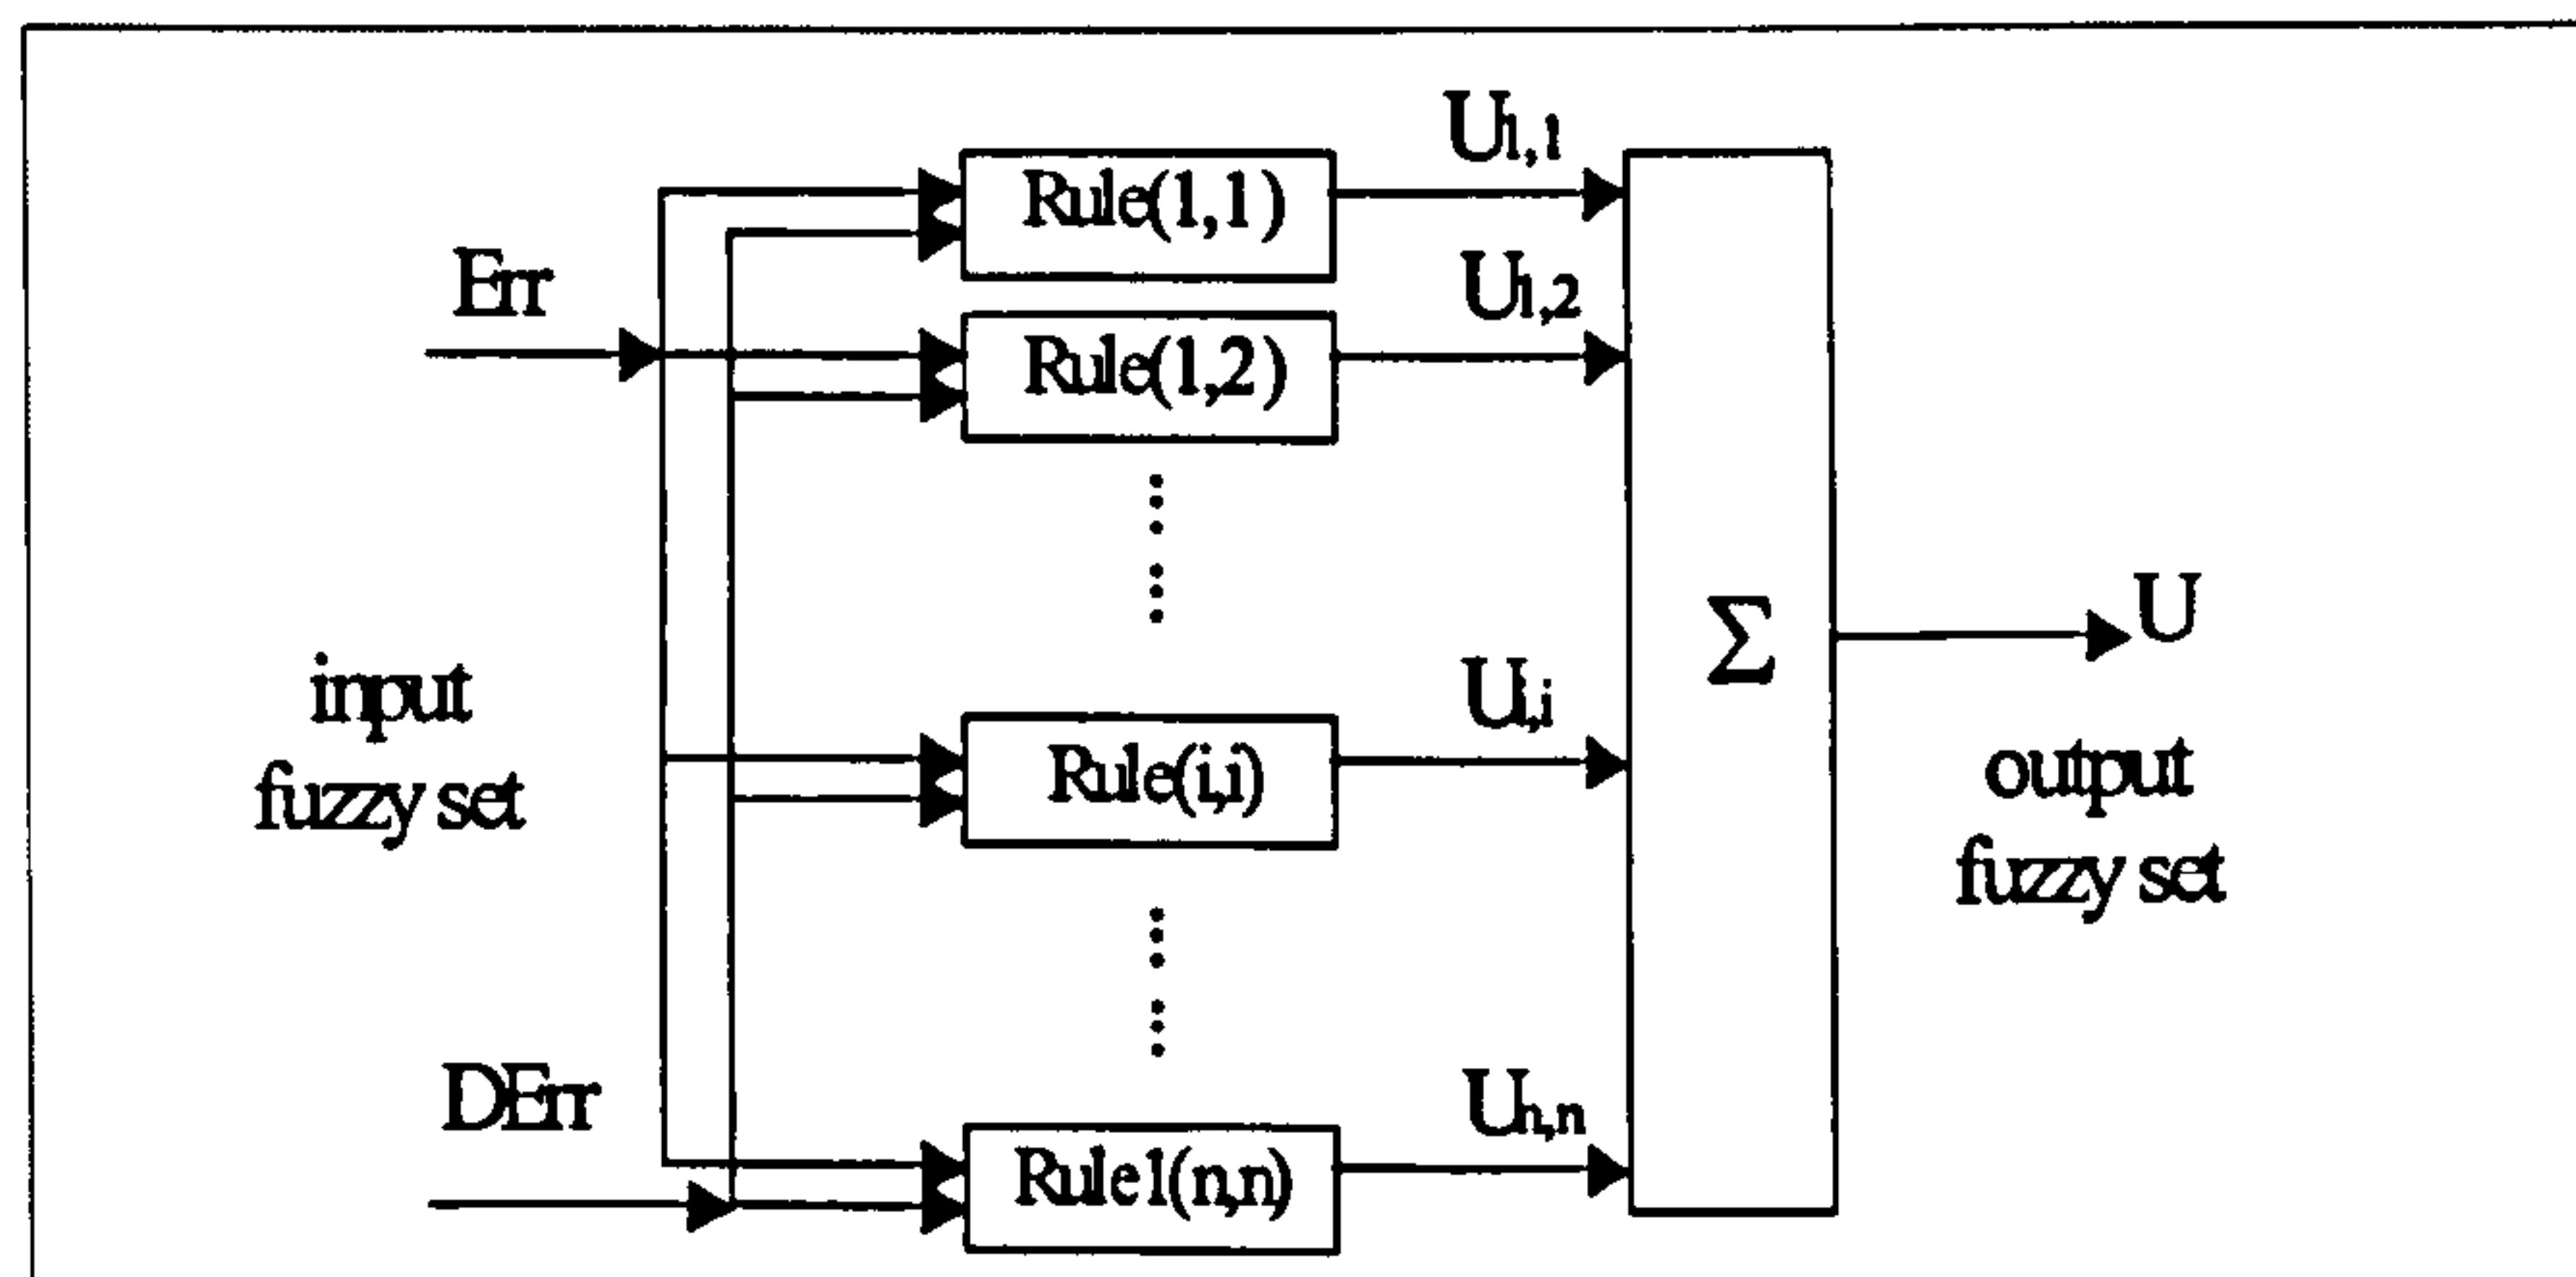 U1,1
Rule(1,1)
Err
U1,2
Rule(1,2)
input
fuzzy set
Ui,i
Rule(i,i)
Σ
U
output
fuzzy set
DErr
Un,n
Rule1(n,n)